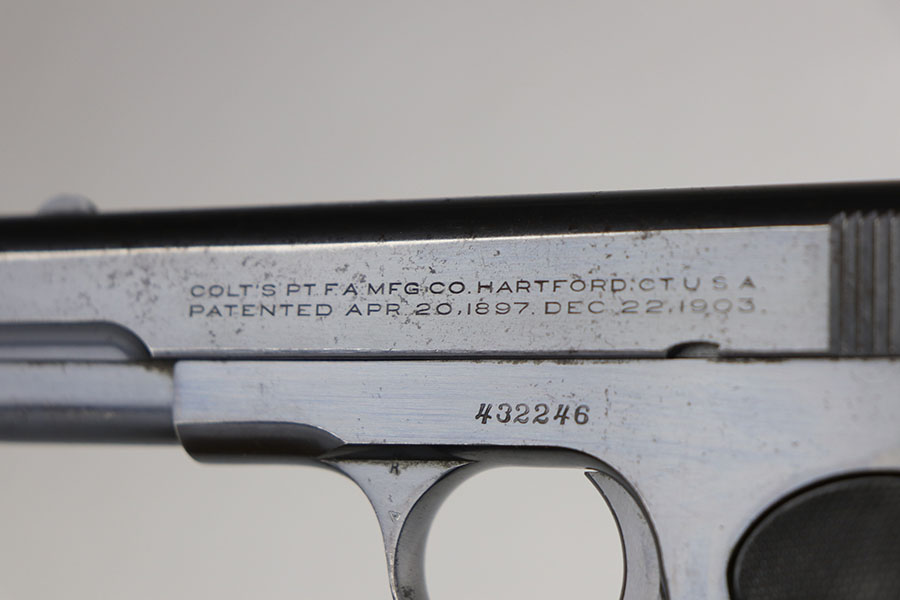 COLT'S PT. F. A. MFG. CO. HARTFORD. CT. U.S.A.
PATENTED APR. 20, 1897. DEC. 22, 1903.
432246
R